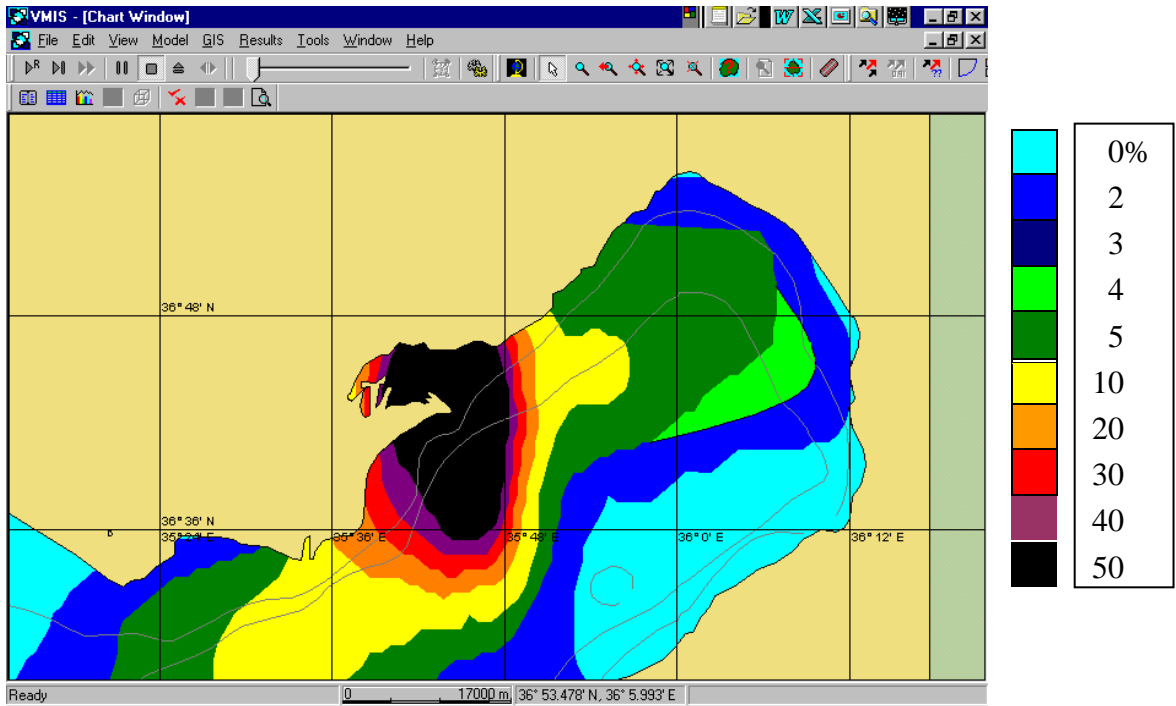 VMIS - [Chart Window]
File Edit View Model GIS Results Tools Window Help
36° 48' N
36° 36' N
35° 24' E
35° 36' E
35° 48' E
36° 0' E
36° 12' E
Ready
0
17000 m
36° 53.478' N, 36° 5.993' E
0%
2
3
4
5
10
20
30
40
50